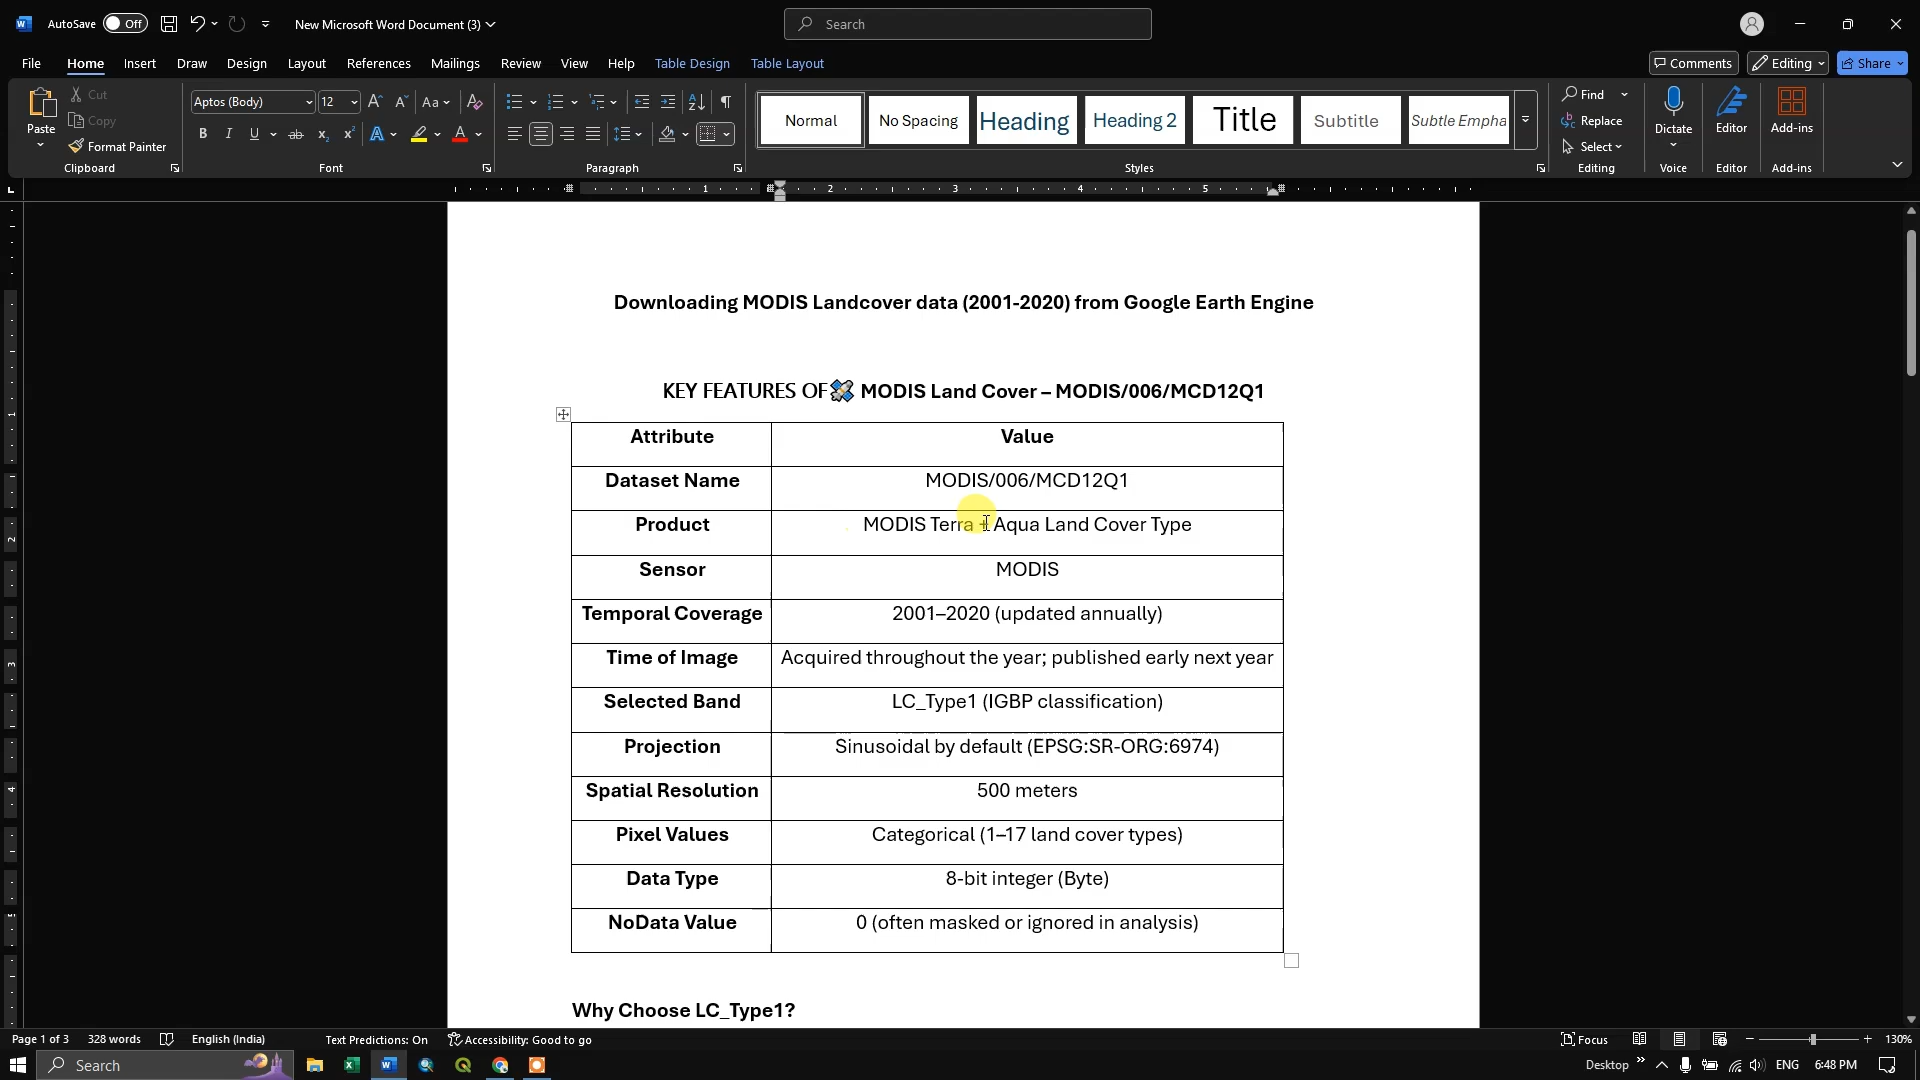 AutoSave Off New Microsoft Word Document (3) Search
File Home Insert Draw Design Layout References Mailings Review View Help Table Design Table Layout Comments Editing Share
Paste Cut Copy Format Painter Clipboard
Aptos (Body) 12 Font
Paragraph
Normal No Spacing Heading Heading 2 Title Subtitle Subtle Empha Styles
Find Replace Select Editing
Dictate Voice
Editor Editor
Add-ins Add-ins
1 2 3 4 5
Downloading MODIS Landcover data (2001-2020) from Google Earth Engine
KEY FEATURES OF🛰️ MODIS Land Cover – MODIS/006/MCD12Q1
Attribute Value
Dataset Name MODIS/006/MCD12Q1
Product MODIS Terra + Aqua Land Cover Type
Sensor MODIS
Temporal Coverage 2001–2020 (updated annually)
Time of Image Acquired throughout the year; published early next year
Selected Band LC_Type1 (IGBP classification)
Projection Sinusoidal by default (EPSG:SR-ORG:6974)
Spatial Resolution 500 meters
Pixel Values Categorical (1–17 land cover types)
Data Type 8-bit integer (Byte)
NoData Value 0 (often masked or ignored in analysis)
Why Choose LC_Type1?
Page 1 of 3 328 words English (India) Text Predictions: On Accessibility: Good to go Focus 130%
Search Desktop ENG 6:48 PM